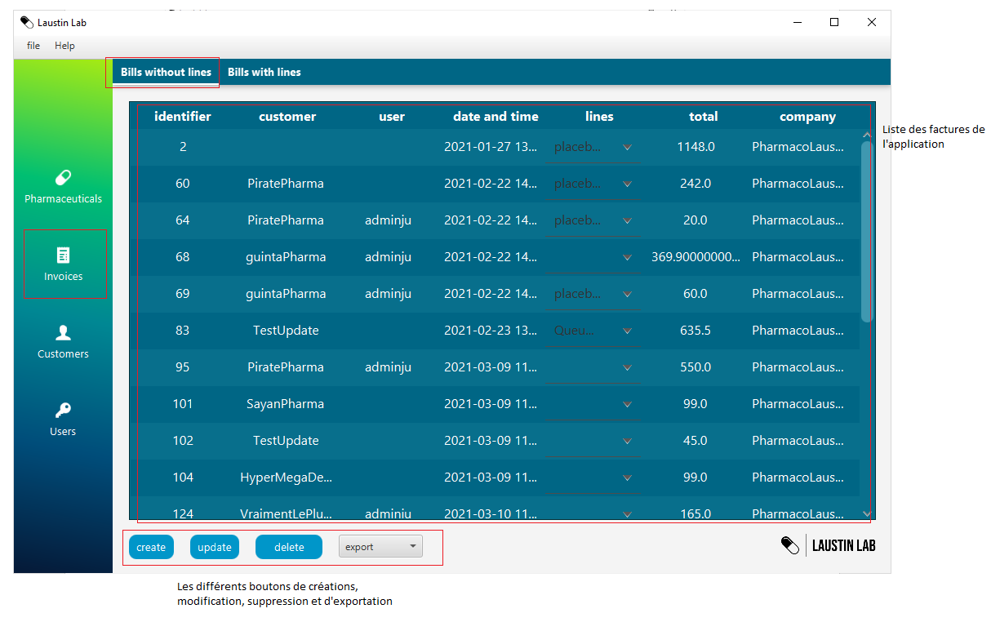 Laustin Lab
file Help
Bills without lines Bills with lines
identifier customer user date and time lines total company
2 2021-01-27 13... placeb... 1148.0 PharmacoLaus...
60 PiratePharma 2021-02-22 14... placeb... 242.0 PharmacoLaus...
64 PiratePharma adminju 2021-02-22 14... placeb... 20.0 PharmacoLaus...
68 guintaPharma adminju 2021-02-22 14... 369.90000000... PharmacoLaus...
69 guintaPharma adminju 2021-02-22 14... placeb... 60.0 PharmacoLaus...
83 TestUpdate 2021-02-23 13... Queu... 635.5 PharmacoLaus...
95 PiratePharma adminju 2021-03-09 11... 550.0 PharmacoLaus...
101 SayanPharma 2021-03-09 11... 99.0 PharmacoLaus...
102 TestUpdate 2021-03-09 11... 45.0 PharmacoLaus...
104 HyperMegaDe... 2021-03-09 11... 99.0 PharmacoLaus...
124 VraimentLePlu... adminju 2021-03-10 11... 165.0 PharmacoLaus...
Pharmaceuticals
Invoices
Customers
Users
create update delete export
LAUSTIN LAB
Liste des factures de
l'application
Les différents boutons de créations,
modification, suppression et d'exportation